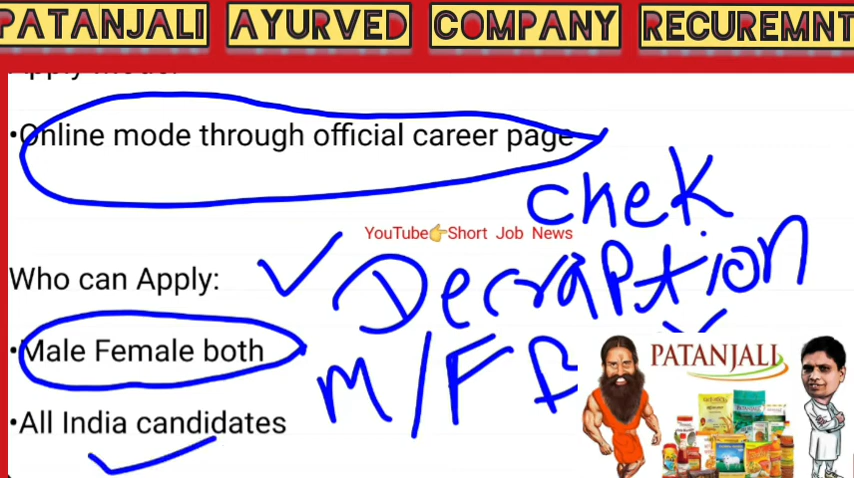 PATANJALI AYURVED COMPANY RECUREMNT
•Online mode through official career page
chek
YouTube👉Short Job News
Who can Apply:
Decraption
•Male Female both
M/F
PATANJALI
•All India candidates